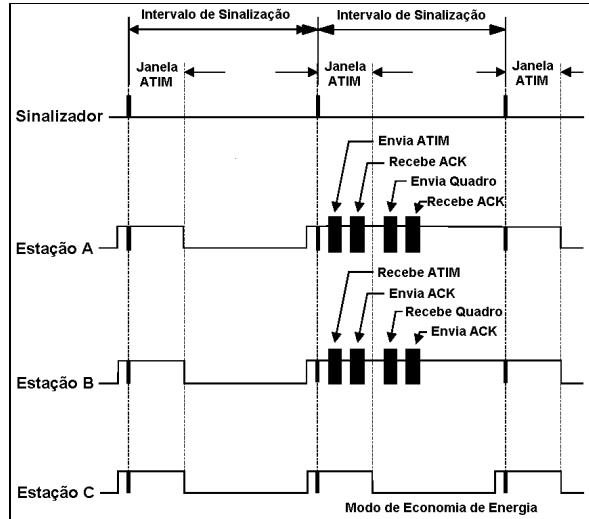 Intervalo de Sinalização
Intervalo de Sinalização
Janela
ATIM
Janela
ATIM
Janela
ATIM
Sinalizador
Envia ATIM
Recebe ACK
Envia Quadro
Recebe ACK
Estação A
Recebe ATIM
Envia ACK
Recebe Quadro
Envia ACK
Estação B
Estação C
Modo de Economia de Energia